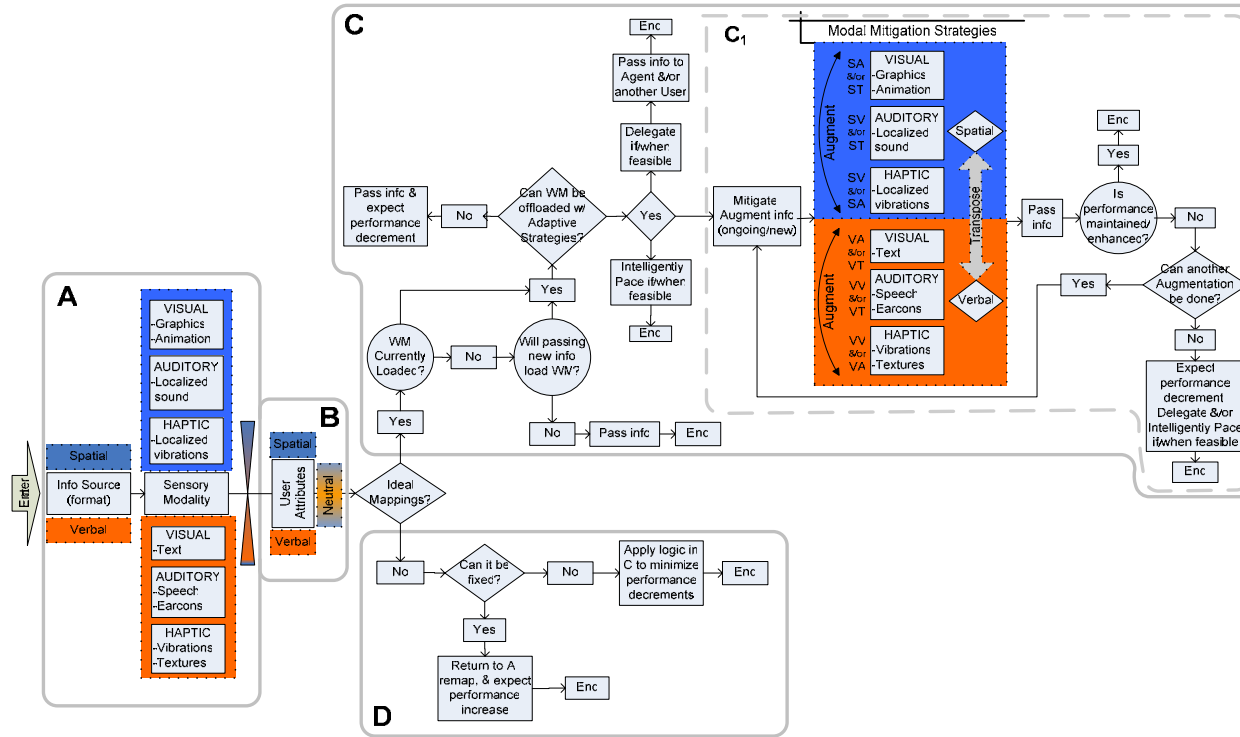 A
Enter
Spatial
Info Source
(format)
Verbal
VISUAL
-Graphics
-Animation
AUDITORY
-Localized
sound
HAPTIC
-Localized
vibrations
Sensory
Modality
VISUAL
-Text
AUDITORY
-Speech
-Earcons
HAPTIC
-Vibrations
-Textures
B
Spatial
User
Attributes
Neutral
Verbal
Ideal
Mappings?
C
Yes
WM
Currently
Loaded?
No
Will passing
new info
load WM?
Yes
No
Pass info
End
Can WM be
offloaded w/
Adaptive
Strategies?
No
Pass info &
expect
performance
decrement
Yes
Delegate
if/when
feasible
Pass info to
Agent &/or
another User
End
Intelligently
Pace if/when
feasible
End
C1
Modal Mitigation Strategies
Mitigate
Augment info
(ongoing/new)
Augment
SA
&/or
ST
VISUAL
-Graphics
-Animation
SV
&/or
ST
AUDITORY
-Localized
sound
SV
&/or
SA
HAPTIC
-Localized
vibrations
Spatial
Transpose
Verbal
Augment
VA
&/or
VT
VISUAL
-Text
VV
&/or
VT
AUDITORY
-Speech
-Earcons
VV
&/or
VA
HAPTIC
-Vibrations
-Textures
Pass
info
Is
performance
maintained/
enhanced?
Yes
End
No
Can another
Augmentation
be done?
Yes
No
Expect
performance
decrement
Delegate &/or
Intelligently Pace
if/when feasible
End
D
No
Can it be
fixed?
No
Apply logic in
C to minimize
performance
decrements
End
Yes
Return to A
remap, & expect
performance
increase
End